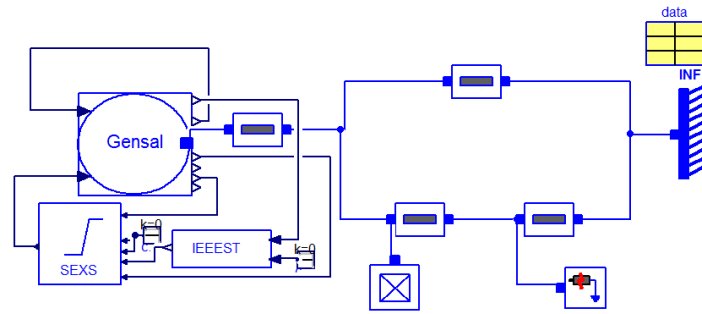 data
INF
Gensal
k=0
IEEEST
k=0
SEXS